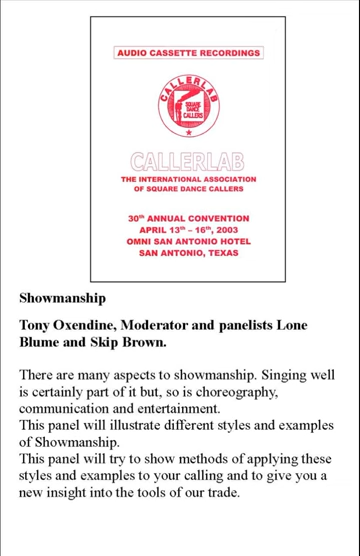 AUDIO CASSETTE RECORDINGS
CALLERLAB
SQUARE
DANCE
CALLERS
CALLERLAB
THE INTERNATIONAL ASSOCIATION
OF SQUARE DANCE CALLERS
30th ANNUAL CONVENTION
APRIL 13th – 16th, 2003
OMNI SAN ANTONIO HOTEL
SAN ANTONIO, TEXAS
Showmanship
Tony Oxendine, Moderator and panelists Lone
Blume and Skip Brown.
There are many aspects to showmanship. Singing well
is certainly part of it but, so is choreography,
communication and entertainment.
This panel will illustrate different styles and examples
of Showmanship.
This panel will try to show methods of applying these
styles and examples to your calling and to give you a
new insight into the tools of our trade.